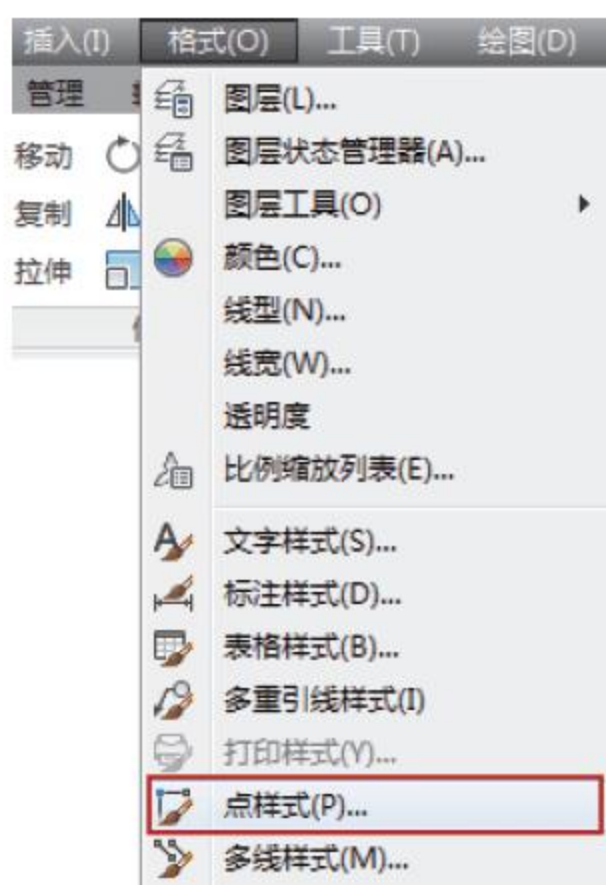 插入(I) 格式(O) 工具(T) 绘图(D)
管理
图层(L)...
移动
图层状态管理器(A)...
复制
图层工具(O)
拉伸
颜色(C)...
线型(N)...
线宽(W)...
透明度
比例缩放列表(E)...
文字样式(S)...
标注样式(D)...
表格样式(B)...
多重引线样式(I)
打印样式(Y)...
点样式(P)...
多线样式(M)...